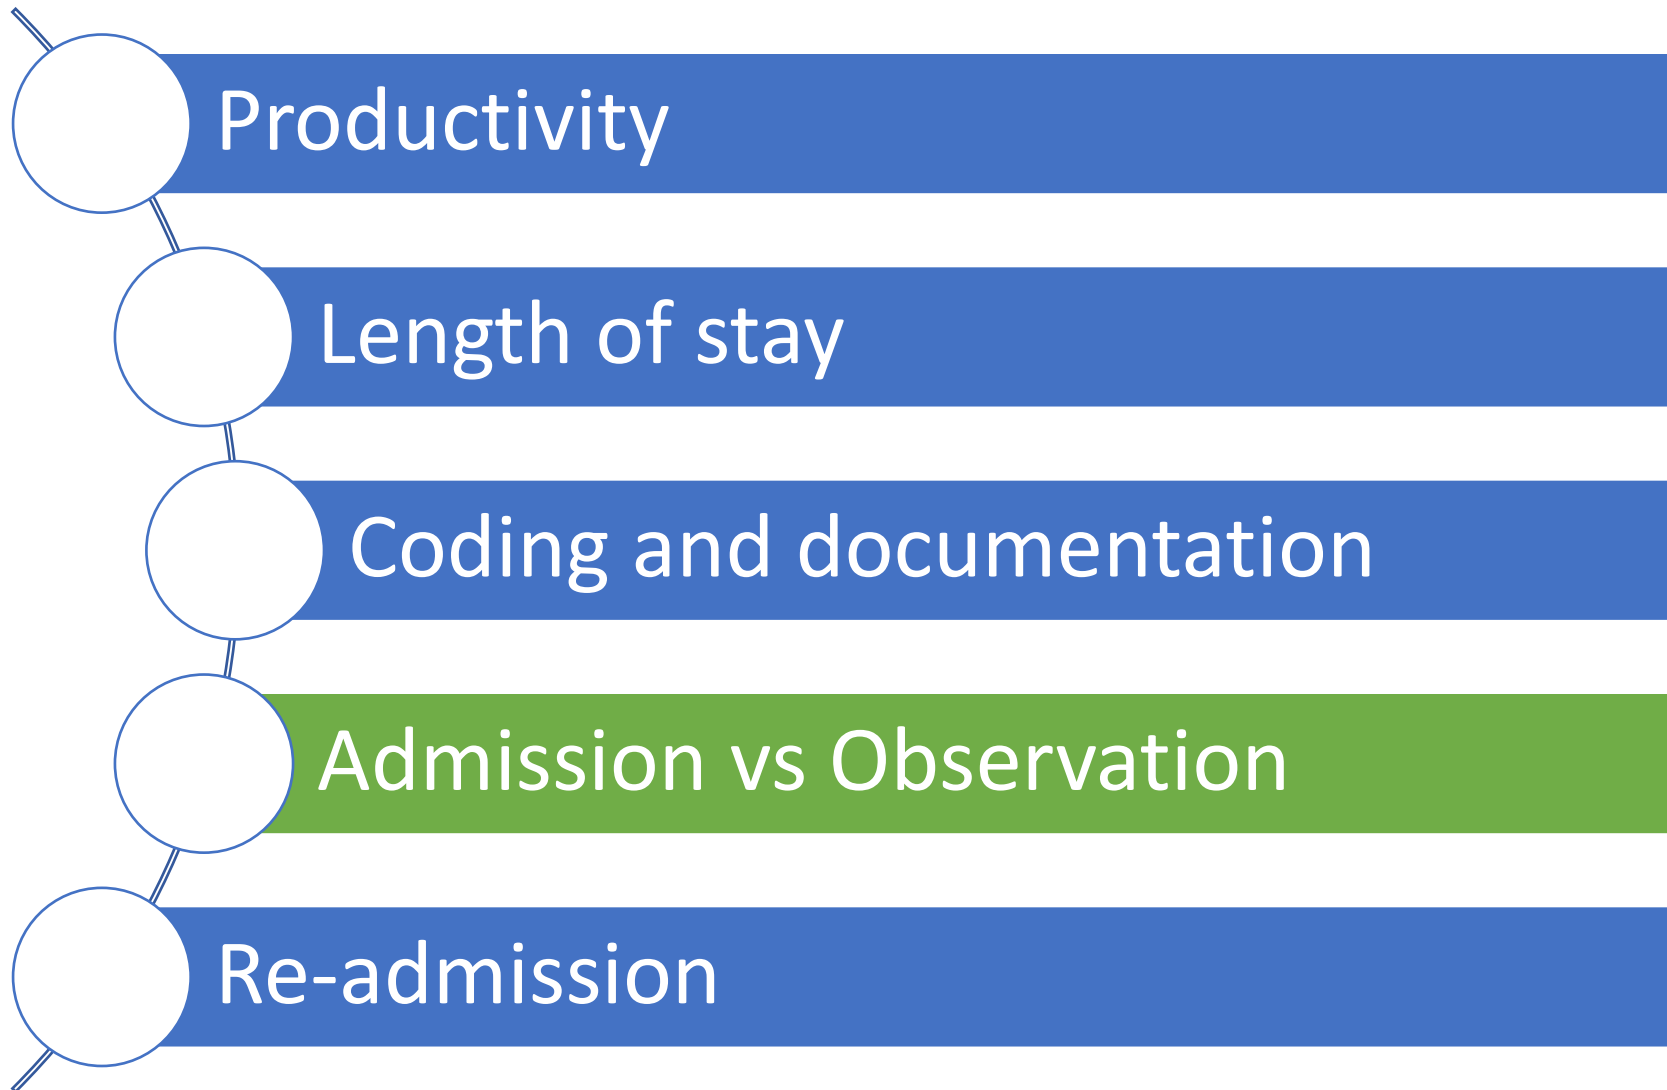 Productivity
Length of stay
Coding and documentation
Admission vs Observation
Re-admission